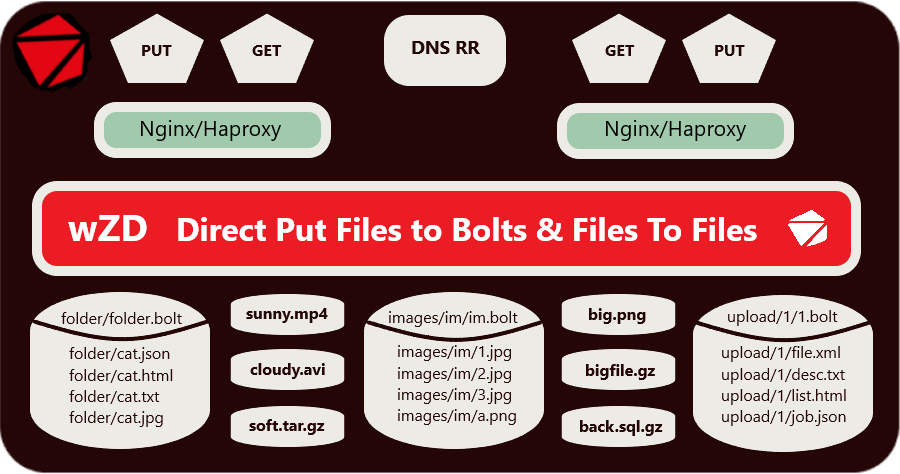 PUT
GET
DNS RR
GET
PUT
Nginx/Haproxy
Nginx/Haproxy
wZD Direct Put Files to Bolts & Files To Files
folder/folder.bolt
folder/cat.json
folder/cat.html
folder/cat.txt
folder/cat.jpg
sunny.mp4
cloudy.avi
soft.tar.gz
images/im/im.bolt
images/im/1.jpg
images/im/2.jpg
images/im/3.jpg
images/im/a.png
big.png
bigfile.gz
back.sql.gz
upload/1/1.bolt
upload/1/file.xml
upload/1/desc.txt
upload/1/list.html
upload/1/job.json